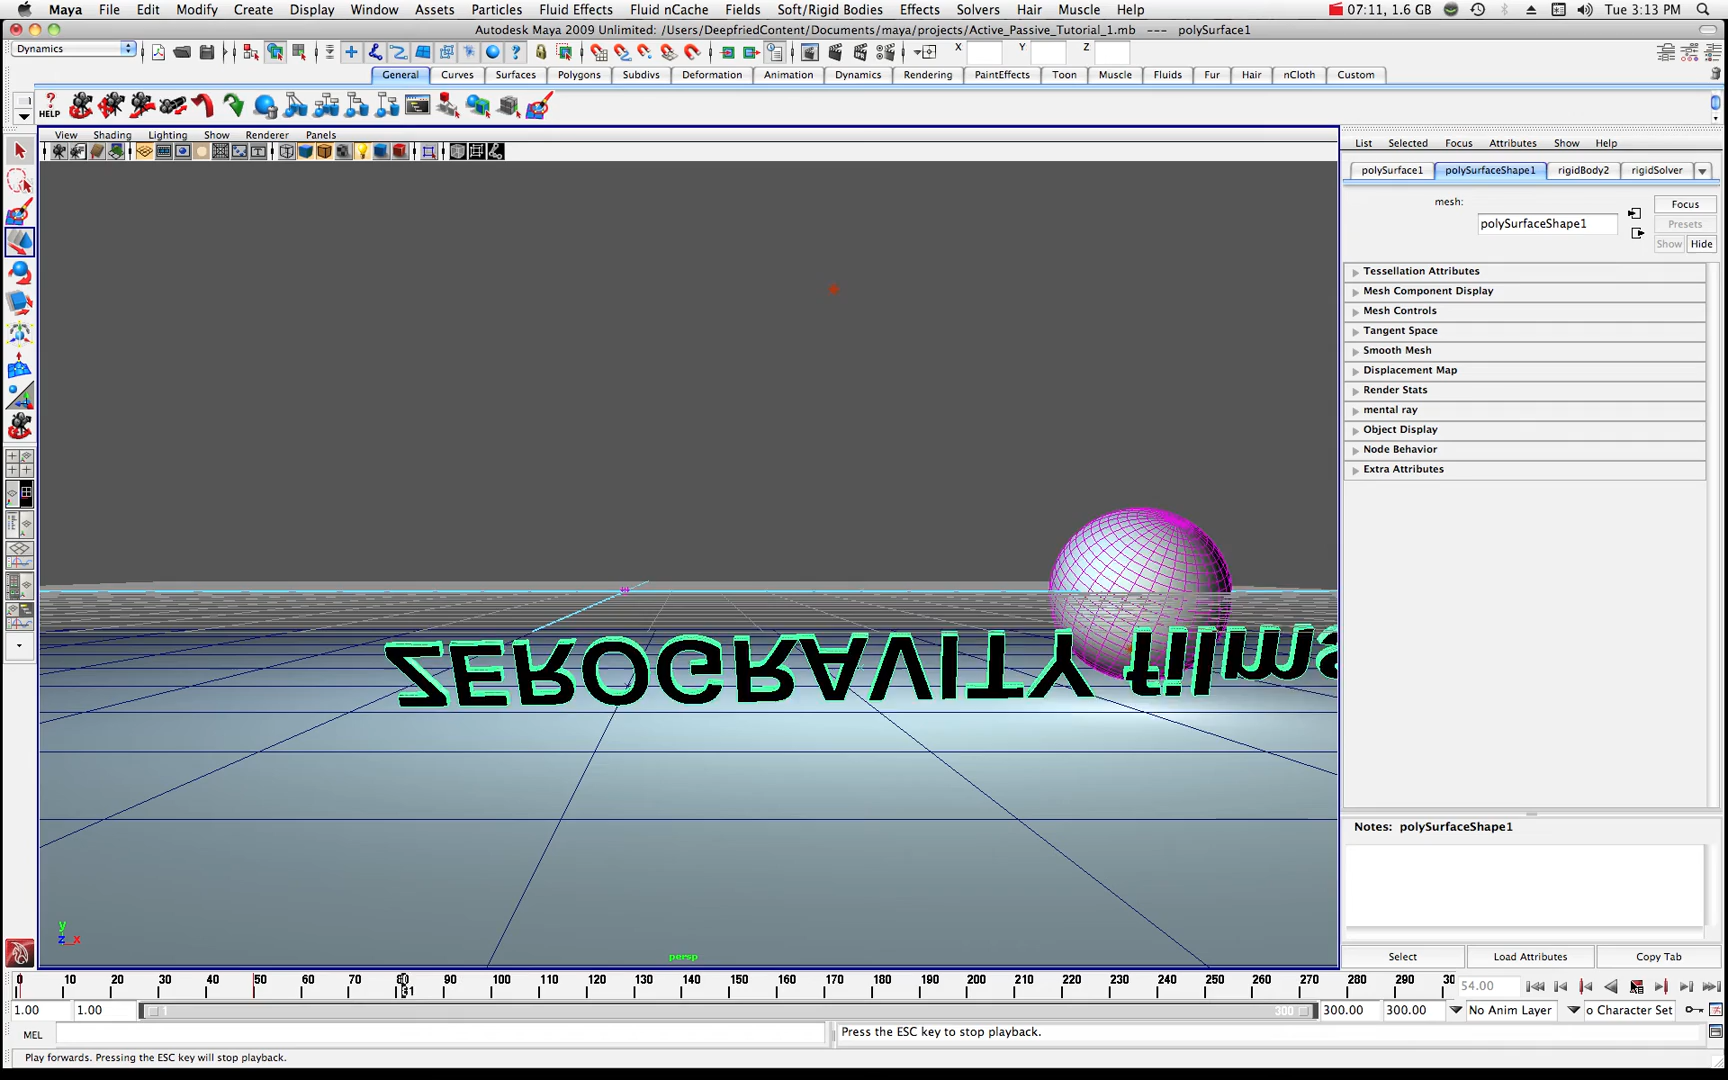 Maya File Edit Modify Create Display Window Assets Particles Fluid Effects Fluid nCache Fields Soft/Rigid Bodies Effects Solvers Hair Muscle Help 07:11, 1.6 GB Tue 3:13 PM
Autodesk Maya 2009 Unlimited: /Users/DeepfriedContent/Documents/maya/projects/Active_Passive_Tutorial_1.mb --- polySurface1
Dynamics X Y Z
General Curves Surfaces Polygons Subdivs Deformation Animation Dynamics Rendering PaintEffects Toon Muscle Fluids Fur Hair nCloth Custom
HELP
View Shading Lighting Show Renderer Panels
List Selected Focus Attributes Show Help
polySurface1 polySurfaceShape1 rigidBody2 rigidSolver
mesh: polySurfaceShape1
Focus
Presets
Show Hide
Tessellation Attributes
Mesh Component Display
Mesh Controls
Tangent Space
Smooth Mesh
Displacement Map
Render Stats
mental ray
Object Display
Node Behavior
Extra Attributes
ZEROGRAVITY filme
Notes: polySurfaceShape1
y
z x
persp
Select Load Attributes Copy Tab
0 10 20 30 40 50 60 70 80 90 100 110 120 130 140 150 160 170 180 190 200 210 220 230 240 250 260 270 280 290 30 54.00
81
1.00 1.00 1 300 300.00 300.00 No Anim Layer o Character Set
MEL Press the ESC key to stop playback.
Play forwards. Pressing the ESC key will stop playback.